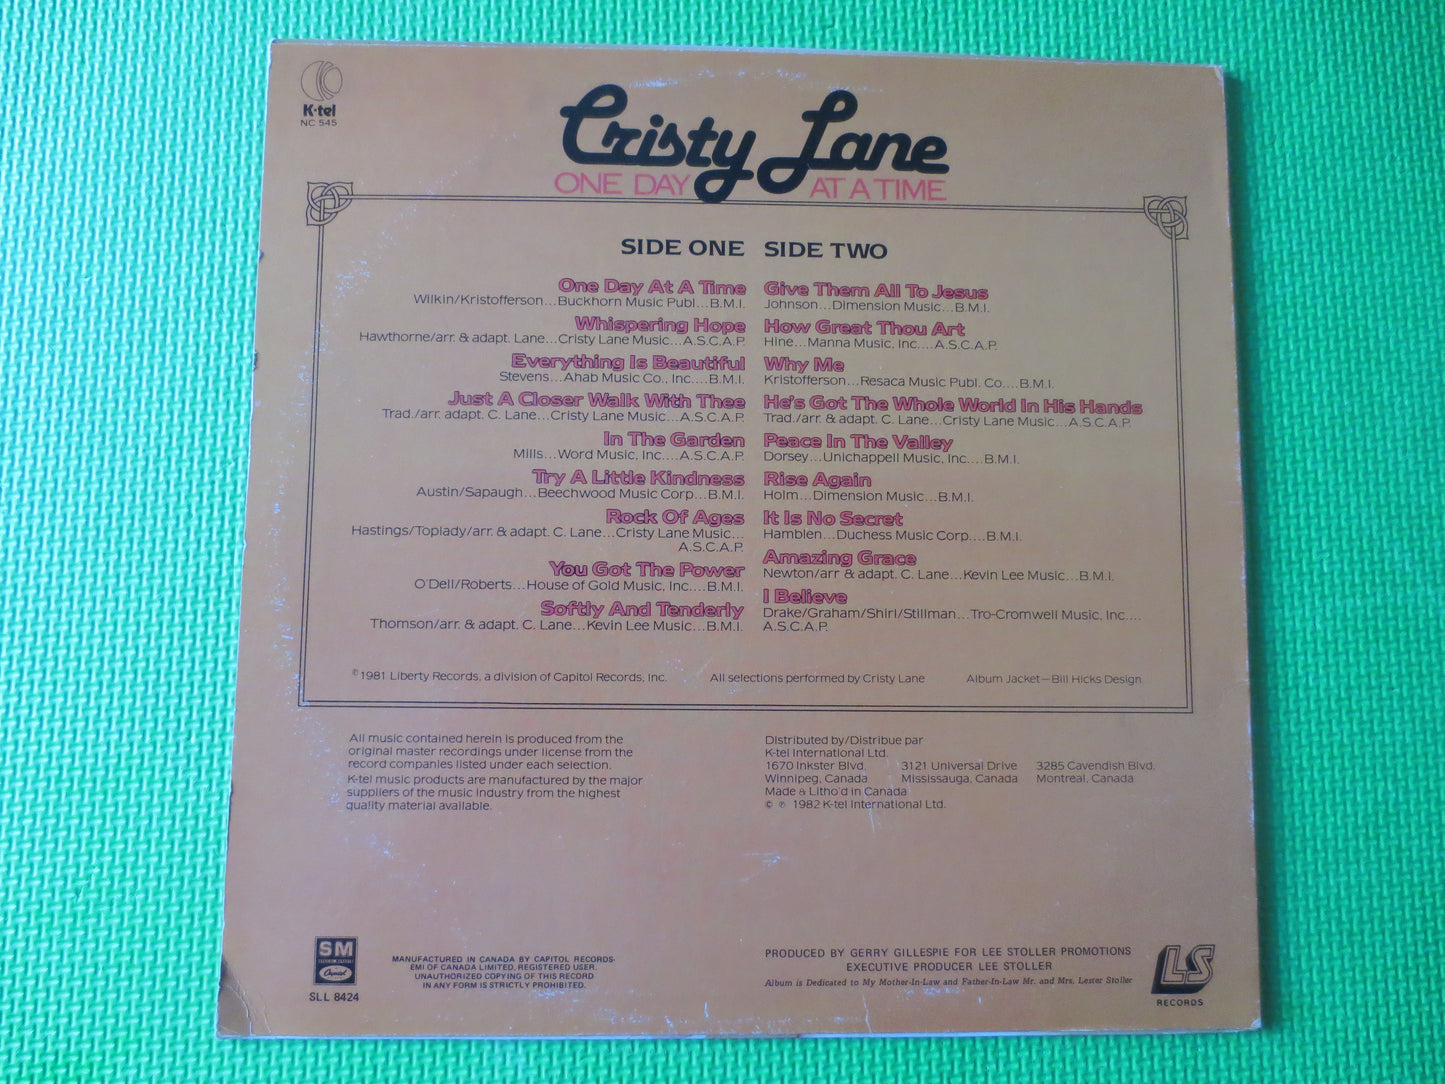 K-tel
NC 545
Cristy Lane
ONE DAY AT A TIME
SIDE ONE
One Day At A Time
Wilkin/Kristofferson...Buckhorn Music Publ...B.M.I.
Whispering Hope
Hawthorne/arr. & adapt. Lane...Cristy Lane Music...A.S.C.A.P.
Everything Is Beautiful
Stevens...Ahab Music Co., Inc....B.M.I.
Just A Closer Walk With Thee
Trad./arr. adapt. C. Lane...Cristy Lane Music...A.S.C.A.P.
In The Garden
Mills...Word Music, Inc....A.S.C.A.P.
Try A Little Kindness
Austin/Sapaugh...Beechwood Music Corp...B.M.I.
Rock Of Ages
Hastings/Toplady/arr. & adapt. C. Lane...Cristy Lane Music...
A.S.C.A.P.
You Got The Power
O'Dell/Roberts...House of Gold Music, Inc....B.M.I.
Softly And Tenderly
Thomson/arr. & adapt. C. Lane...Kevin Lee Music...B.M.I.
SIDE TWO
Give Them All To Jesus
Johnson...Dimension Music...B.M.I.
How Great Thou Art
Hine...Manna Music, Inc....A.S.C.A.P.
Why Me
Kristofferson...Resaca Music Publ. Co....B.M.I.
He's Got The Whole World In His Hands
Trad./arr. & adapt. C. Lane...Cristy Lane Music...A.S.C.A.P.
Peace In The Valley
Dorsey...Unichappell Music, Inc....B.M.I.
Rise Again
Holm...Dimension Music...B.M.I.
It Is No Secret
Hamblen...Duchess Music Corp....B.M.I.
Amazing Grace
Newton/arr & adapt. C. Lane...Kevin Lee Music...B.M.I.
I Believe
Drake/Graham/Shirl/Stillman...Tro-Cromwell Music, Inc....
A.S.C.A.P.
℗1981 Liberty Records, a division of Capitol Records, Inc.
All selections performed by Cristy Lane
Album Jacket—Bill Hicks Design
All music contained herein is produced from the
original master recordings under license from the
record companies listed under each selection.
K-tel music products are manufactured by the major
suppliers of the music industry from the highest
quality material available.
Distributed by/Distribue par
K-tel International Ltd.
1670 Inkster Blvd. 3121 Universal Drive 3285 Cavendish Blvd.
Winnipeg, Canada Mississauga, Canada Montreal, Canada
Made & Litho'd in Canada
© ℗ 1982 K-tel International Ltd.
SM
Capitol
SLL 8424
MANUFACTURED IN CANADA BY CAPITOL RECORDS-
EMI OF CANADA LIMITED, REGISTERED USER.
UNAUTHORIZED COPYING OF THIS RECORD
IN ANY FORM IS STRICTLY PROHIBITED.
PRODUCED BY GERRY GILLESPIE FOR LEE STOLLER PROMOTIONS
EXECUTIVE PRODUCER LEE STOLLER
Album is Dedicated to My Mother-In-Law and Father-In-Law Mr. and Mrs. Lester Stoller
LS
RECORDS